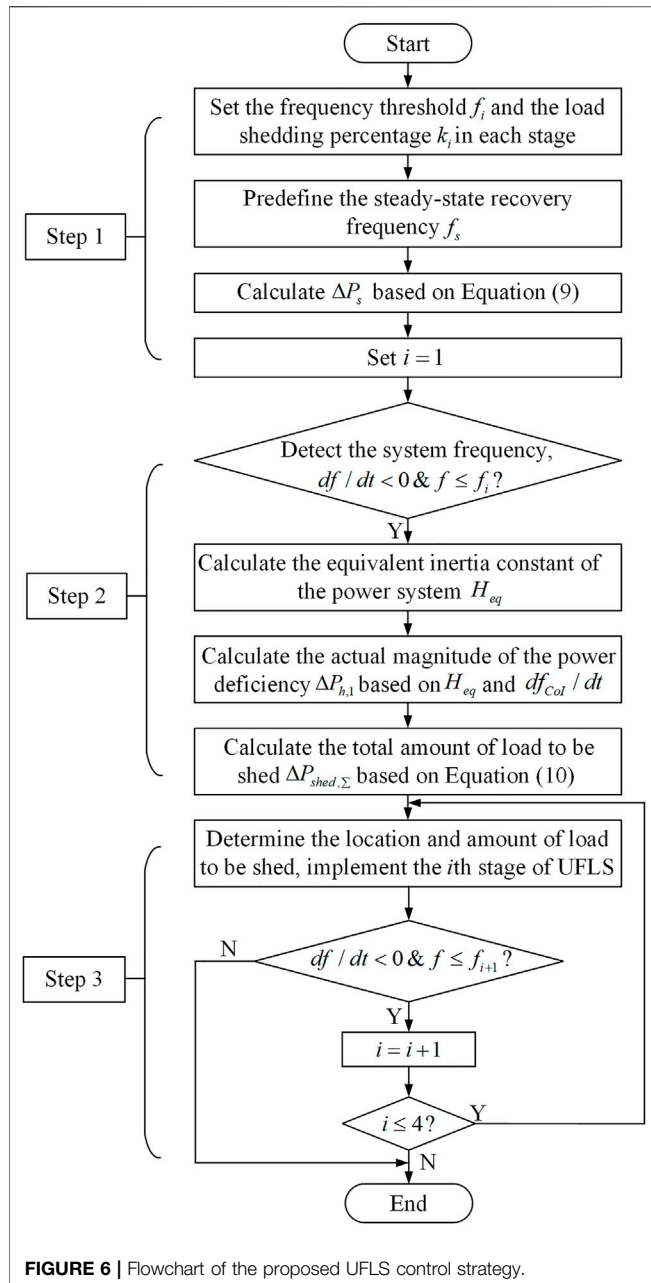 Start
Set the frequency threshold f_i and the load
shedding percentage k_i in each stage
Predefine the steady-state recovery
frequency f_s
Step 1
Calculate ΔP_s based on Equation (9)
Set i = 1
Detect the system frequency,
df / dt < 0 & f ≤ f_i?
Y
Calculate the equivalent inertia constant of
the power system H_eq
Step 2
Calculate the actual magnitude of the power
deficiency ΔP_h,1 based on H_eq and df_CoI / dt
Calculate the total amount of load to be
shed ΔP_shed,Σ based on Equation (10)
Determine the location and amount of load
to be shed, implement the ith stage of UFLS
N
df / dt < 0 & f ≤ f_i+1?
Step 3
Y
i = i+1
i ≤ 4?
Y
N
End
FIGURE 6 | Flowchart of the proposed UFLS control strategy.